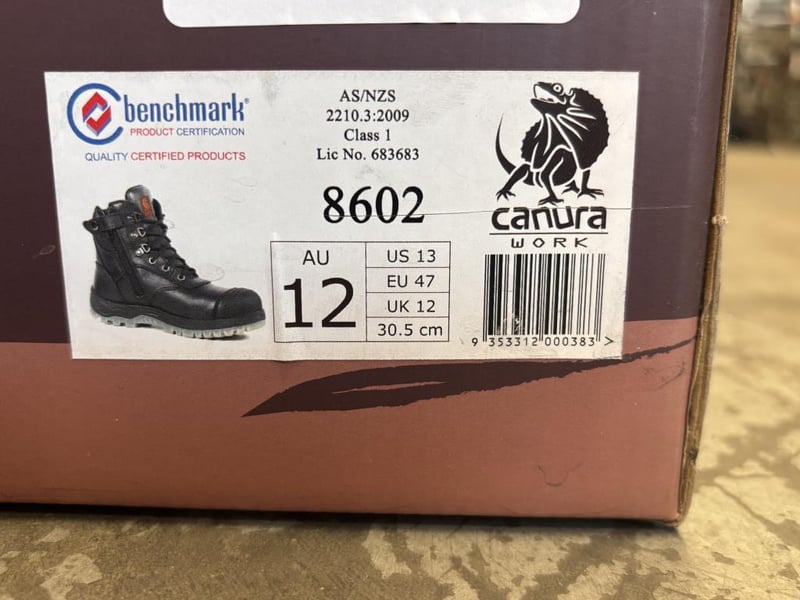 benchmark®
PRODUCT CERTIFICATION
QUALITY CERTIFIED PRODUCTS
AS/NZS
2210.3:2009
Class 1
Lic No. 683683
8602
AU
12
US 13
EU 47
UK 12
30.5 cm
canura
WORK
9 353312 000383 >